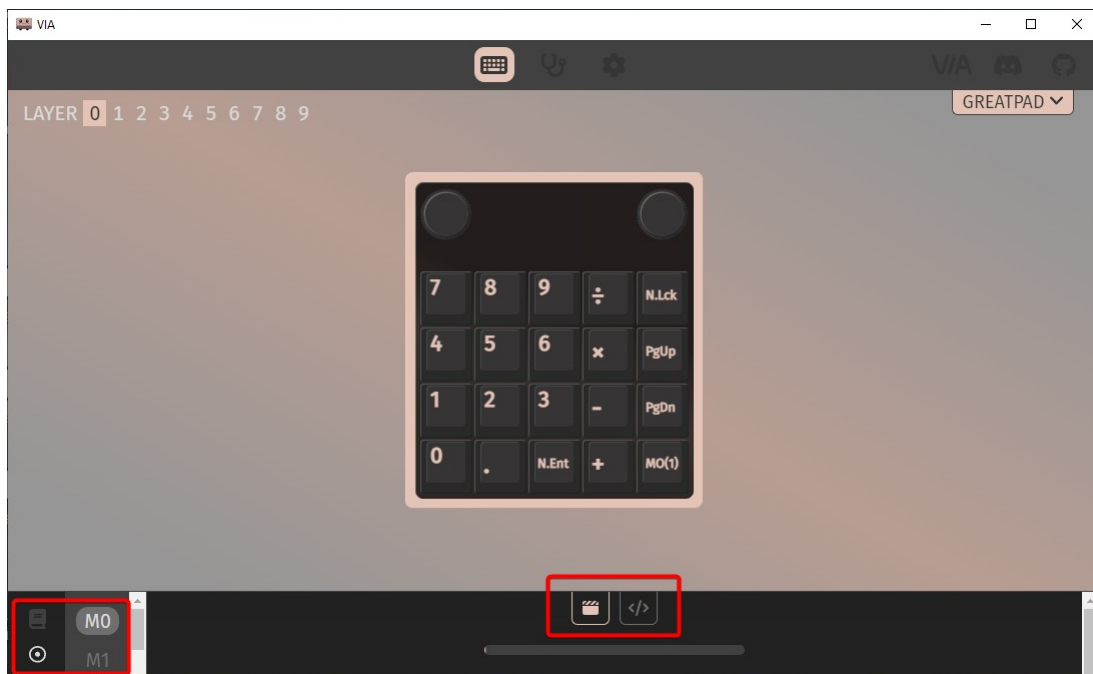 VIA
VIA
LAYER 0 1 2 3 4 5 6 7 8 9
GREATPAD
7 8 9 ÷ N.Lck
4 5 6 × PgUp
1 2 3 - PgDn
0 . N.Ent + MO(1)
M0
</>
M1